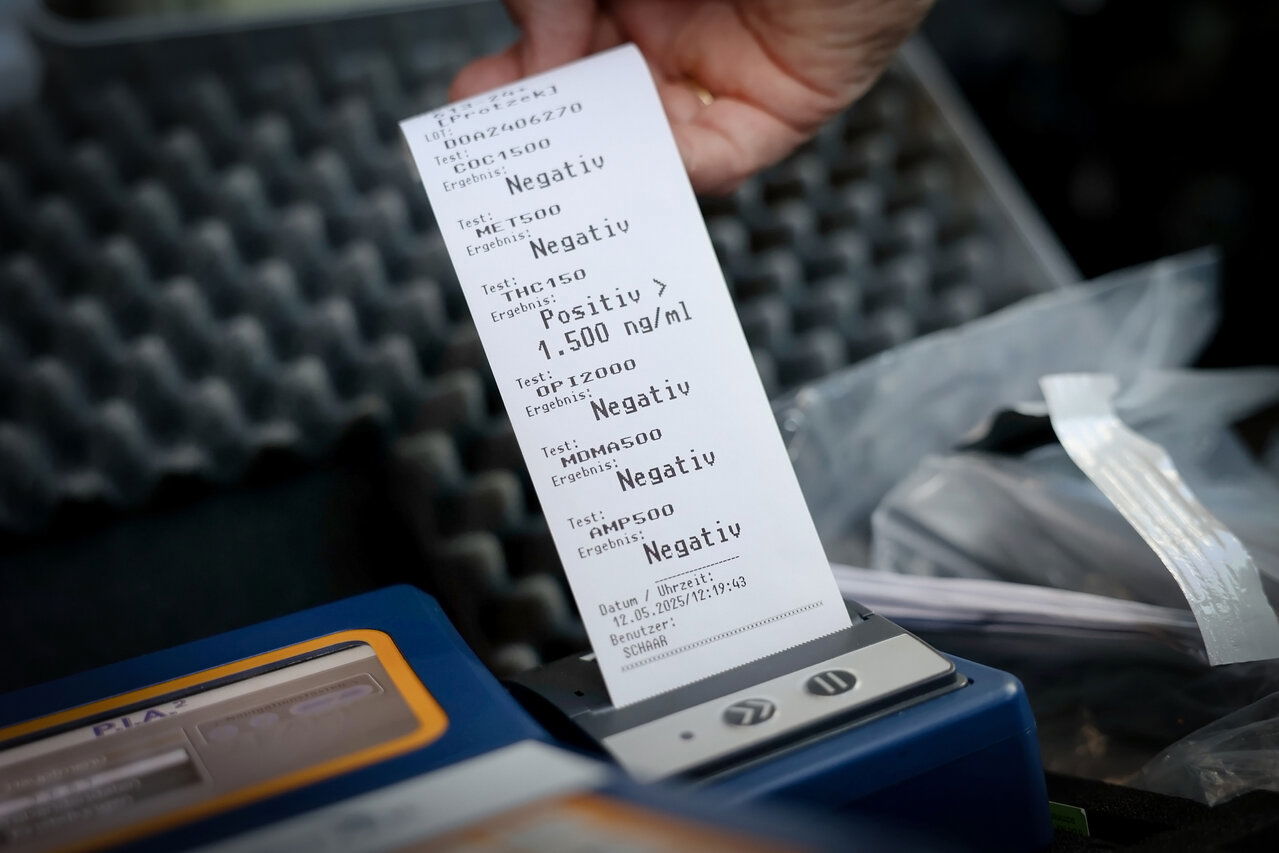 [Protzek]
LOT:
DOA2406270
Test:
COC1500
Ergebnis:
Negativ
Test:
MET500
Ergebnis:
Negativ
Test:
THC150
Ergebnis:
Positiv >
1.500 ng/ml
Test:
OPI2000
Ergebnis:
Negativ
Test:
MDMA500
Ergebnis:
Negativ
Test:
AMP500
Ergebnis:
Negativ
Datum / Uhrzeit:
12.05.2025/12:19:43
Benutzer:
SCHAAR
P.I.A.²